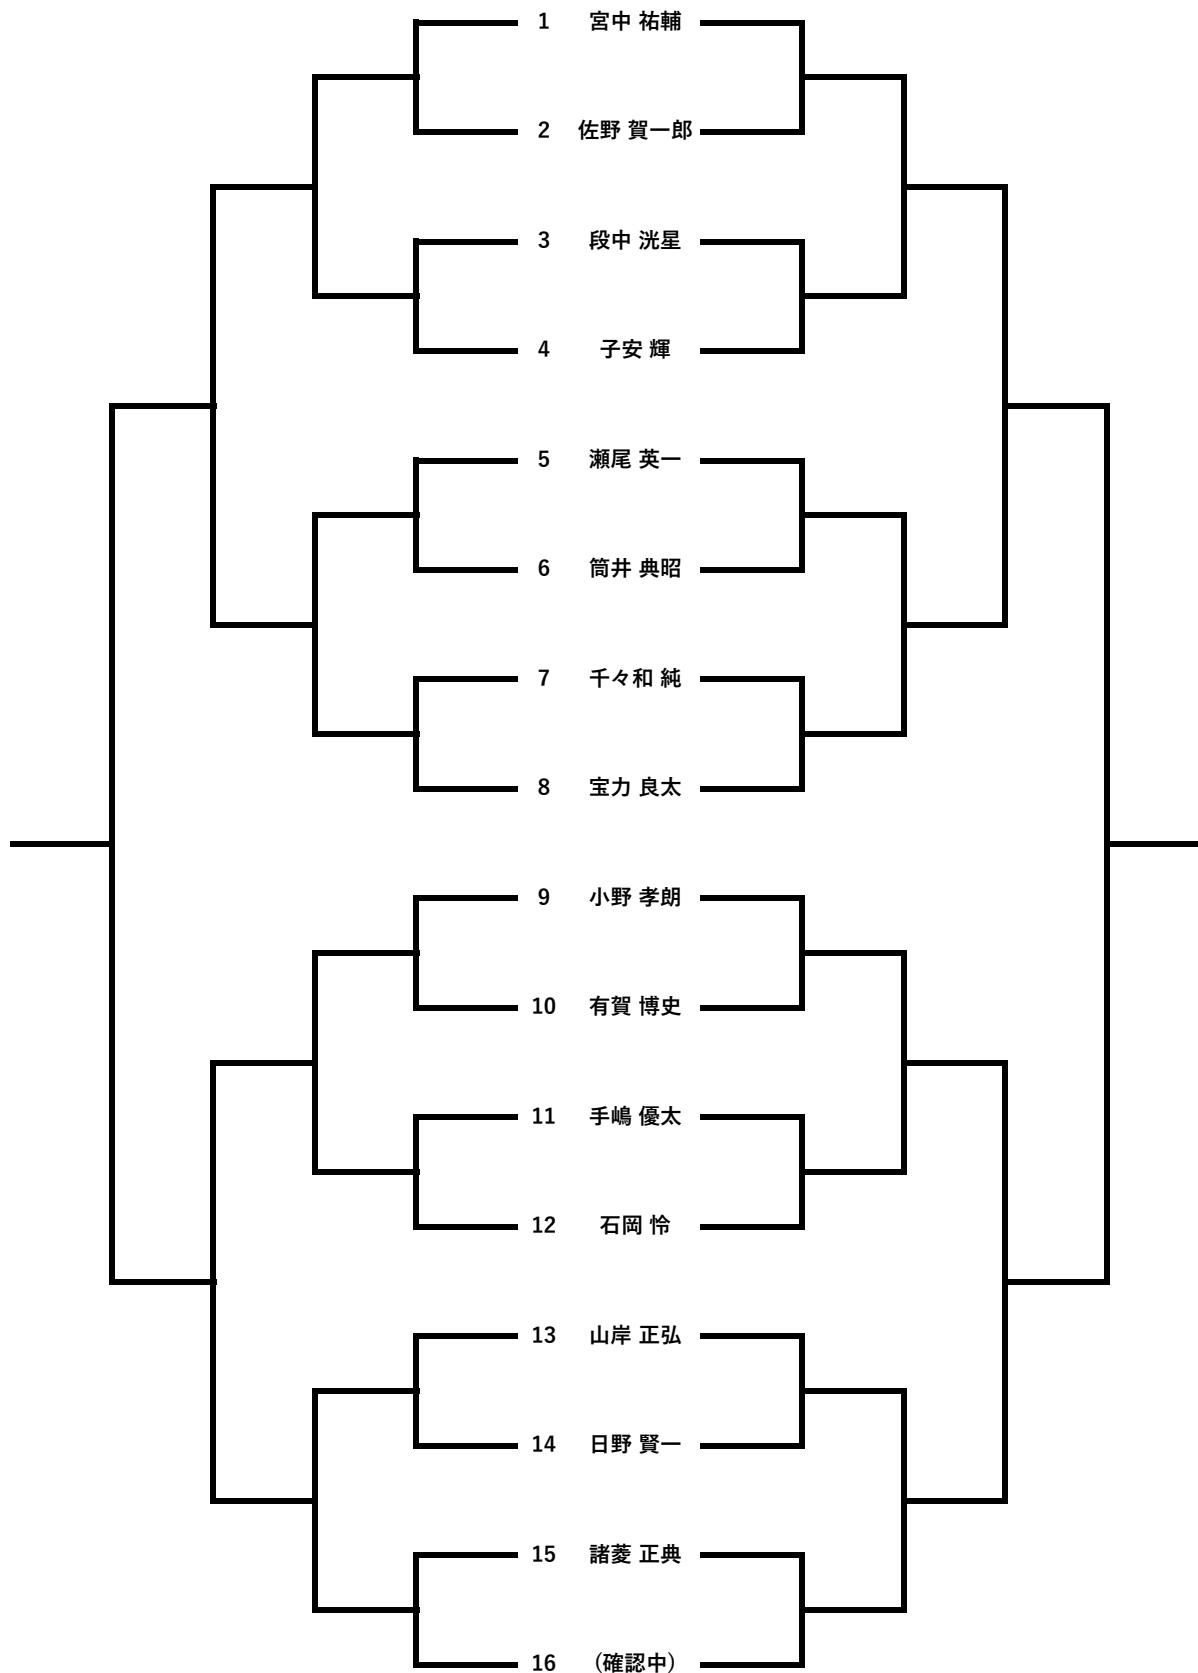 1 宮中 祐輔
2 佐野 賀一郎
3 段中 洸星
4 子安 輝
5 瀬尾 英一
6 筒井 典昭
7 千々和 純
8 宝力 良太
9 小野 孝朗
10 有賀 博史
11 手嶋 優太
12 石岡 怜
13 山岸 正弘
14 日野 賢一
15 諸菱 正典
16 （確認中）